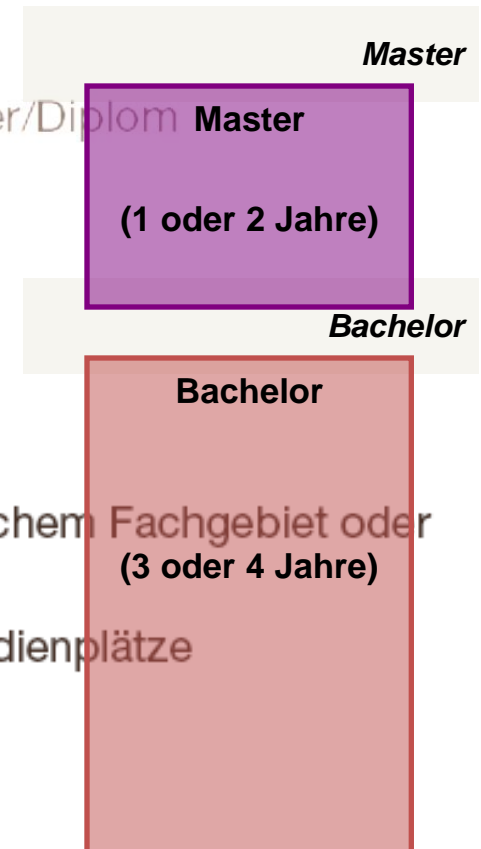 Master
er/Diplom Master
(1 oder 2 Jahre)
Bachelor
Bachelor
chem Fachgebiet oder
(3 oder 4 Jahre)
dienplätze